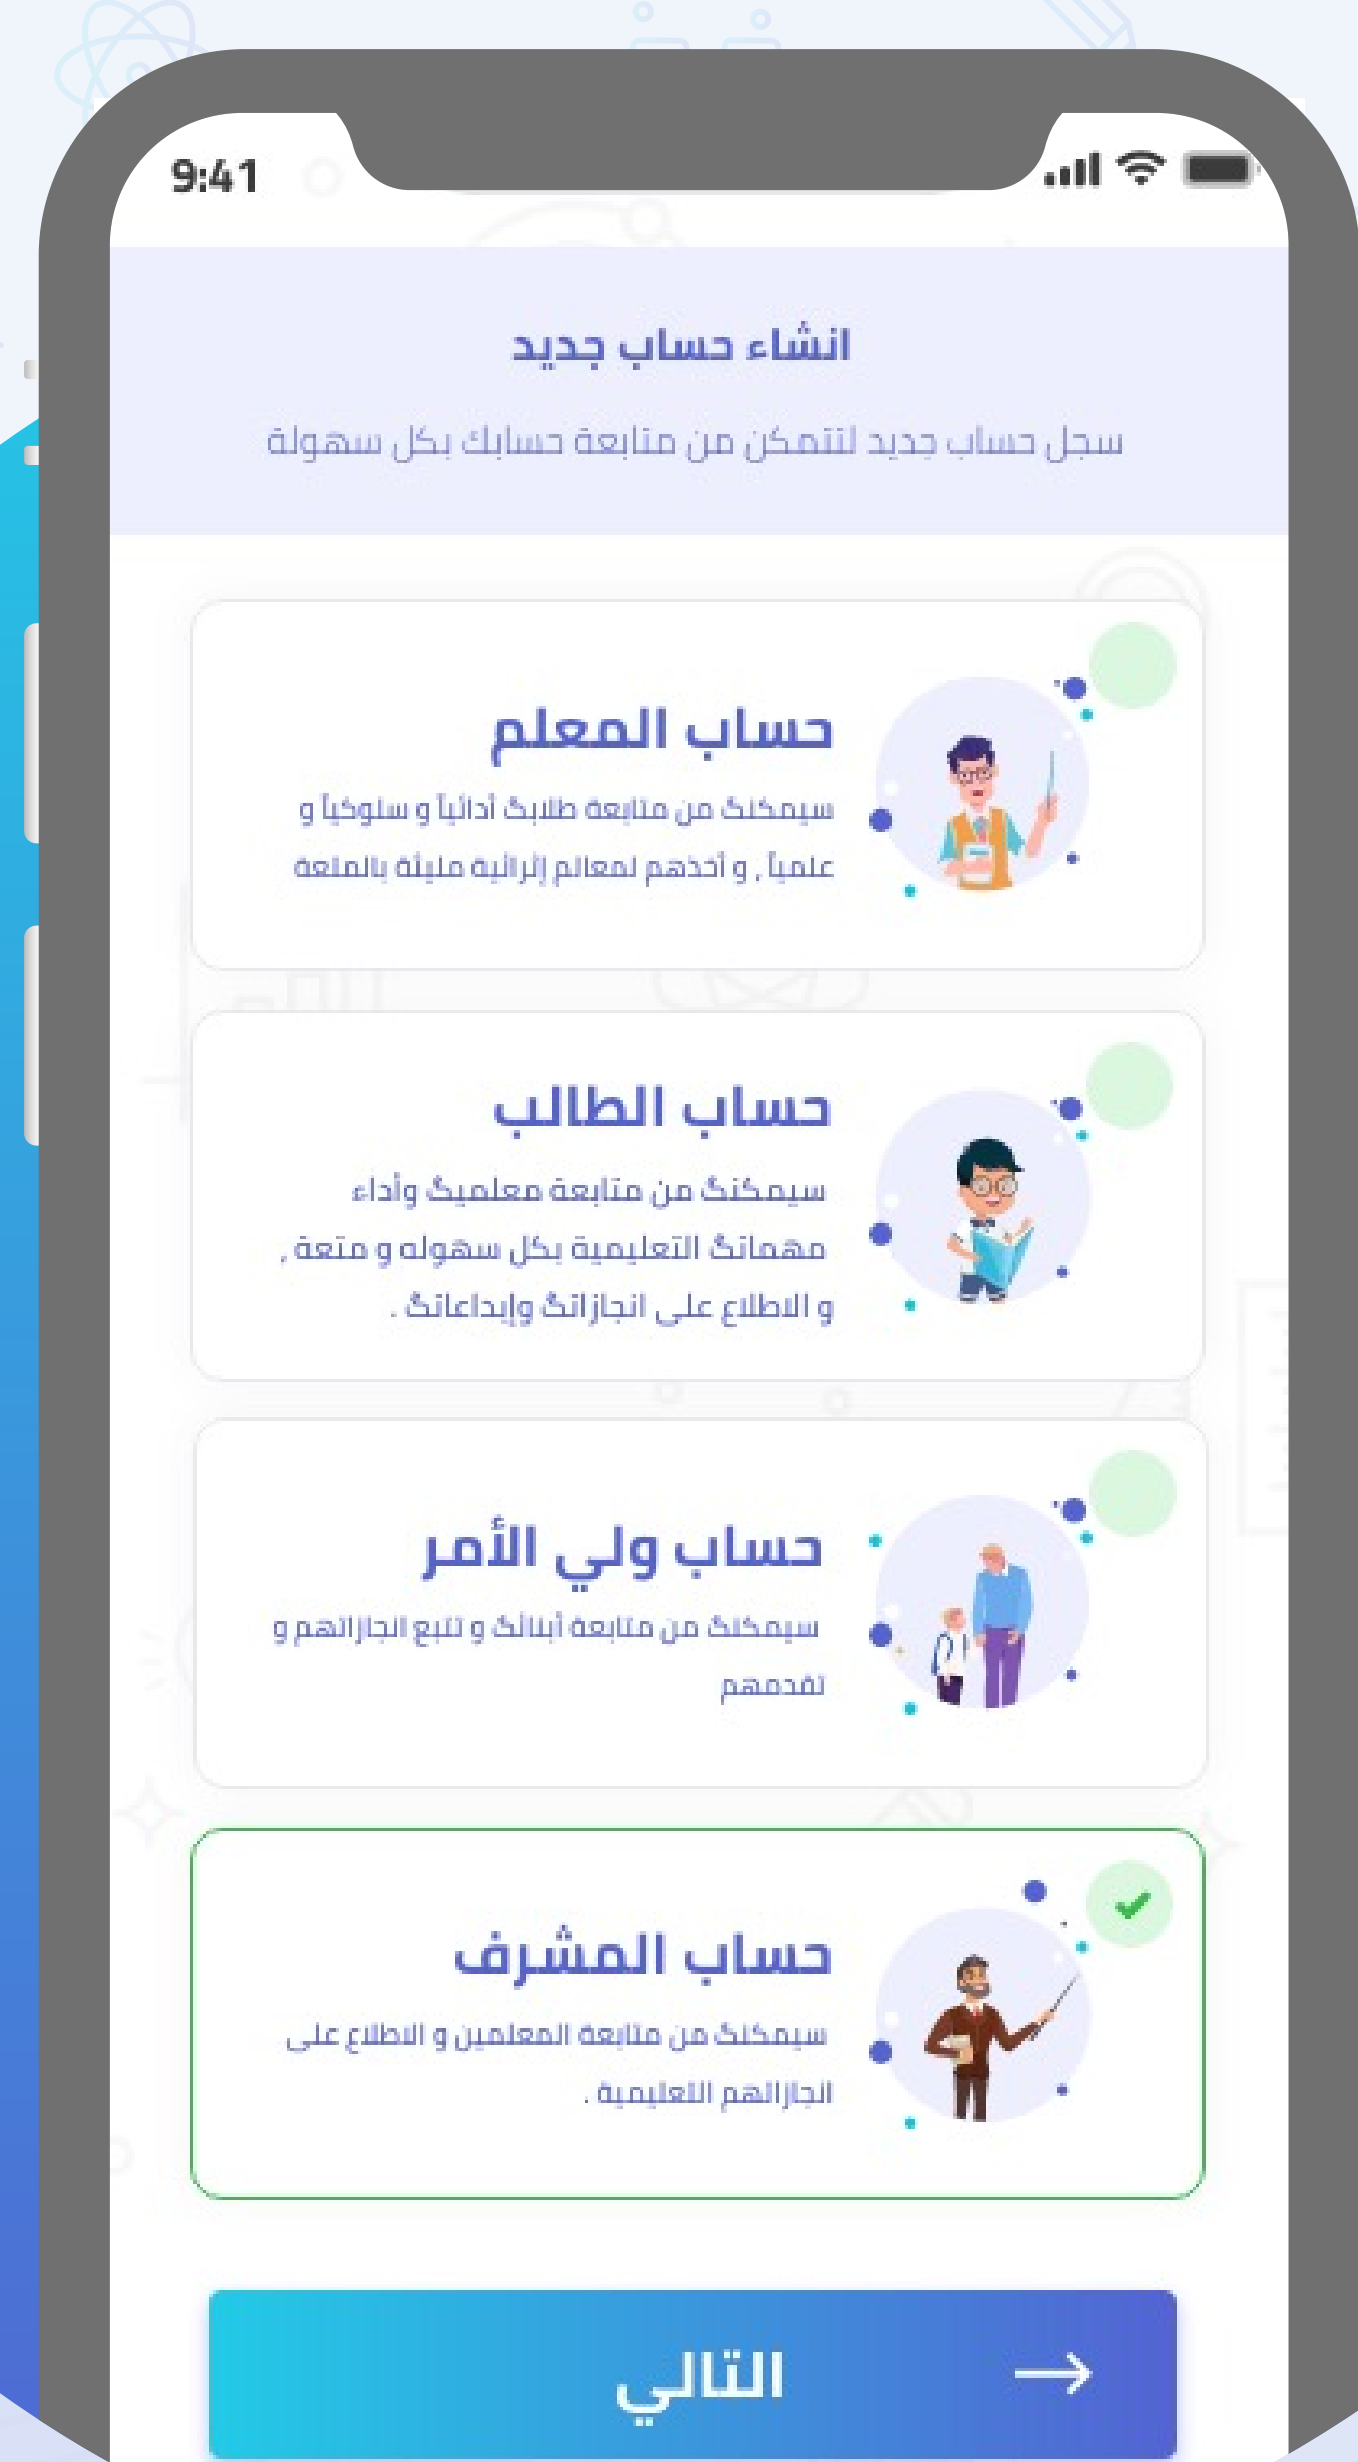 9:41
انشاء حساب جديد
سجل حساب جديد لتتمكن من متابعة حسابك بكل سهولة
حساب المعلم
سيمكنك من متابعة طلابك أدائياً و سلوكياً و
علمياً , و أخذهم لمعالم إثرائية مليئة بالمتعة
حساب الطالب
سيمكنك من متابعة معلميك وأداء
مهماتك التعليمية بكل سهوله و متعة ,
و الاطلاع على انجازاتك وإبداعاتك .
حساب ولي الأمر
سيمكنك من متابعة أبنائك و تتبع انجازاتهم و
تقدمهم
حساب المشرف
سيمكنك من متابعة المعلمين و الاطلاع على
انجازاتهم التعليمية .
التالي